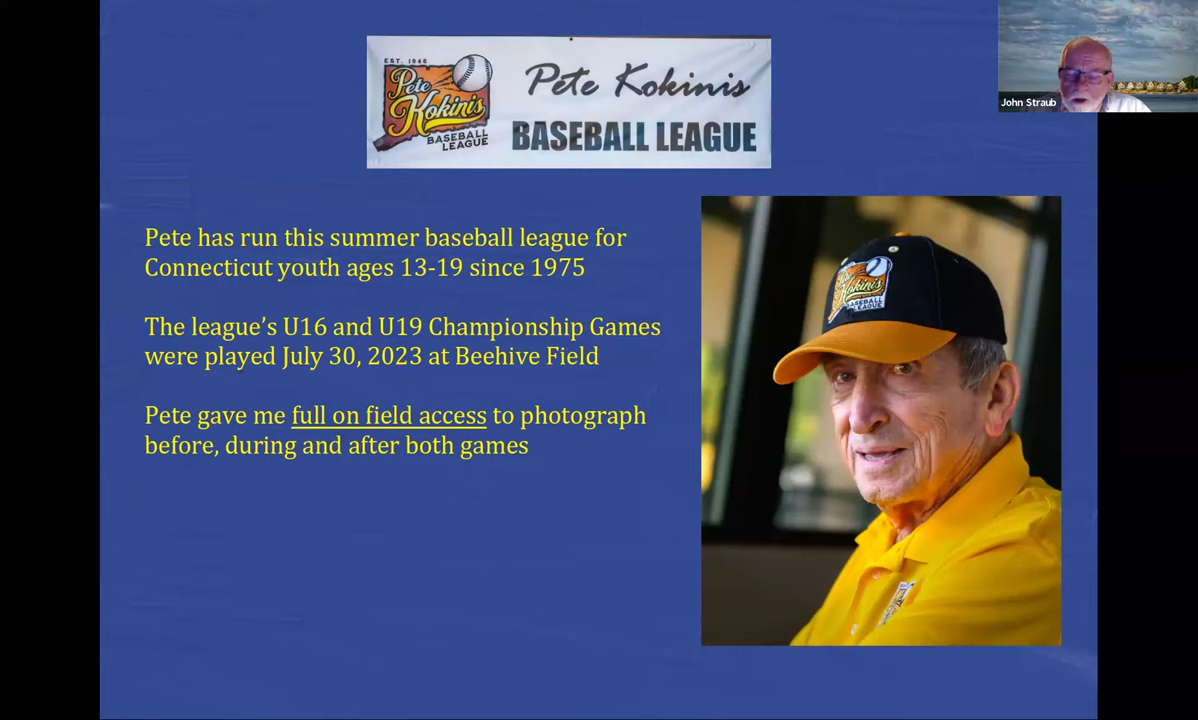 EST. 1946
Pete
Kokinis
BASEBALL
LEAGUE
Pete Kokinis
BASEBALL LEAGUE
John Straub
Pete has run this summer baseball league for
Connecticut youth ages 13-19 since 1975
The league’s U16 and U19 Championship Games
were played July 30, 2023 at Beehive Field
Pete gave me full on field access to photograph
before, during and after both games
Kokinis
BASEBALL
LEAGUE